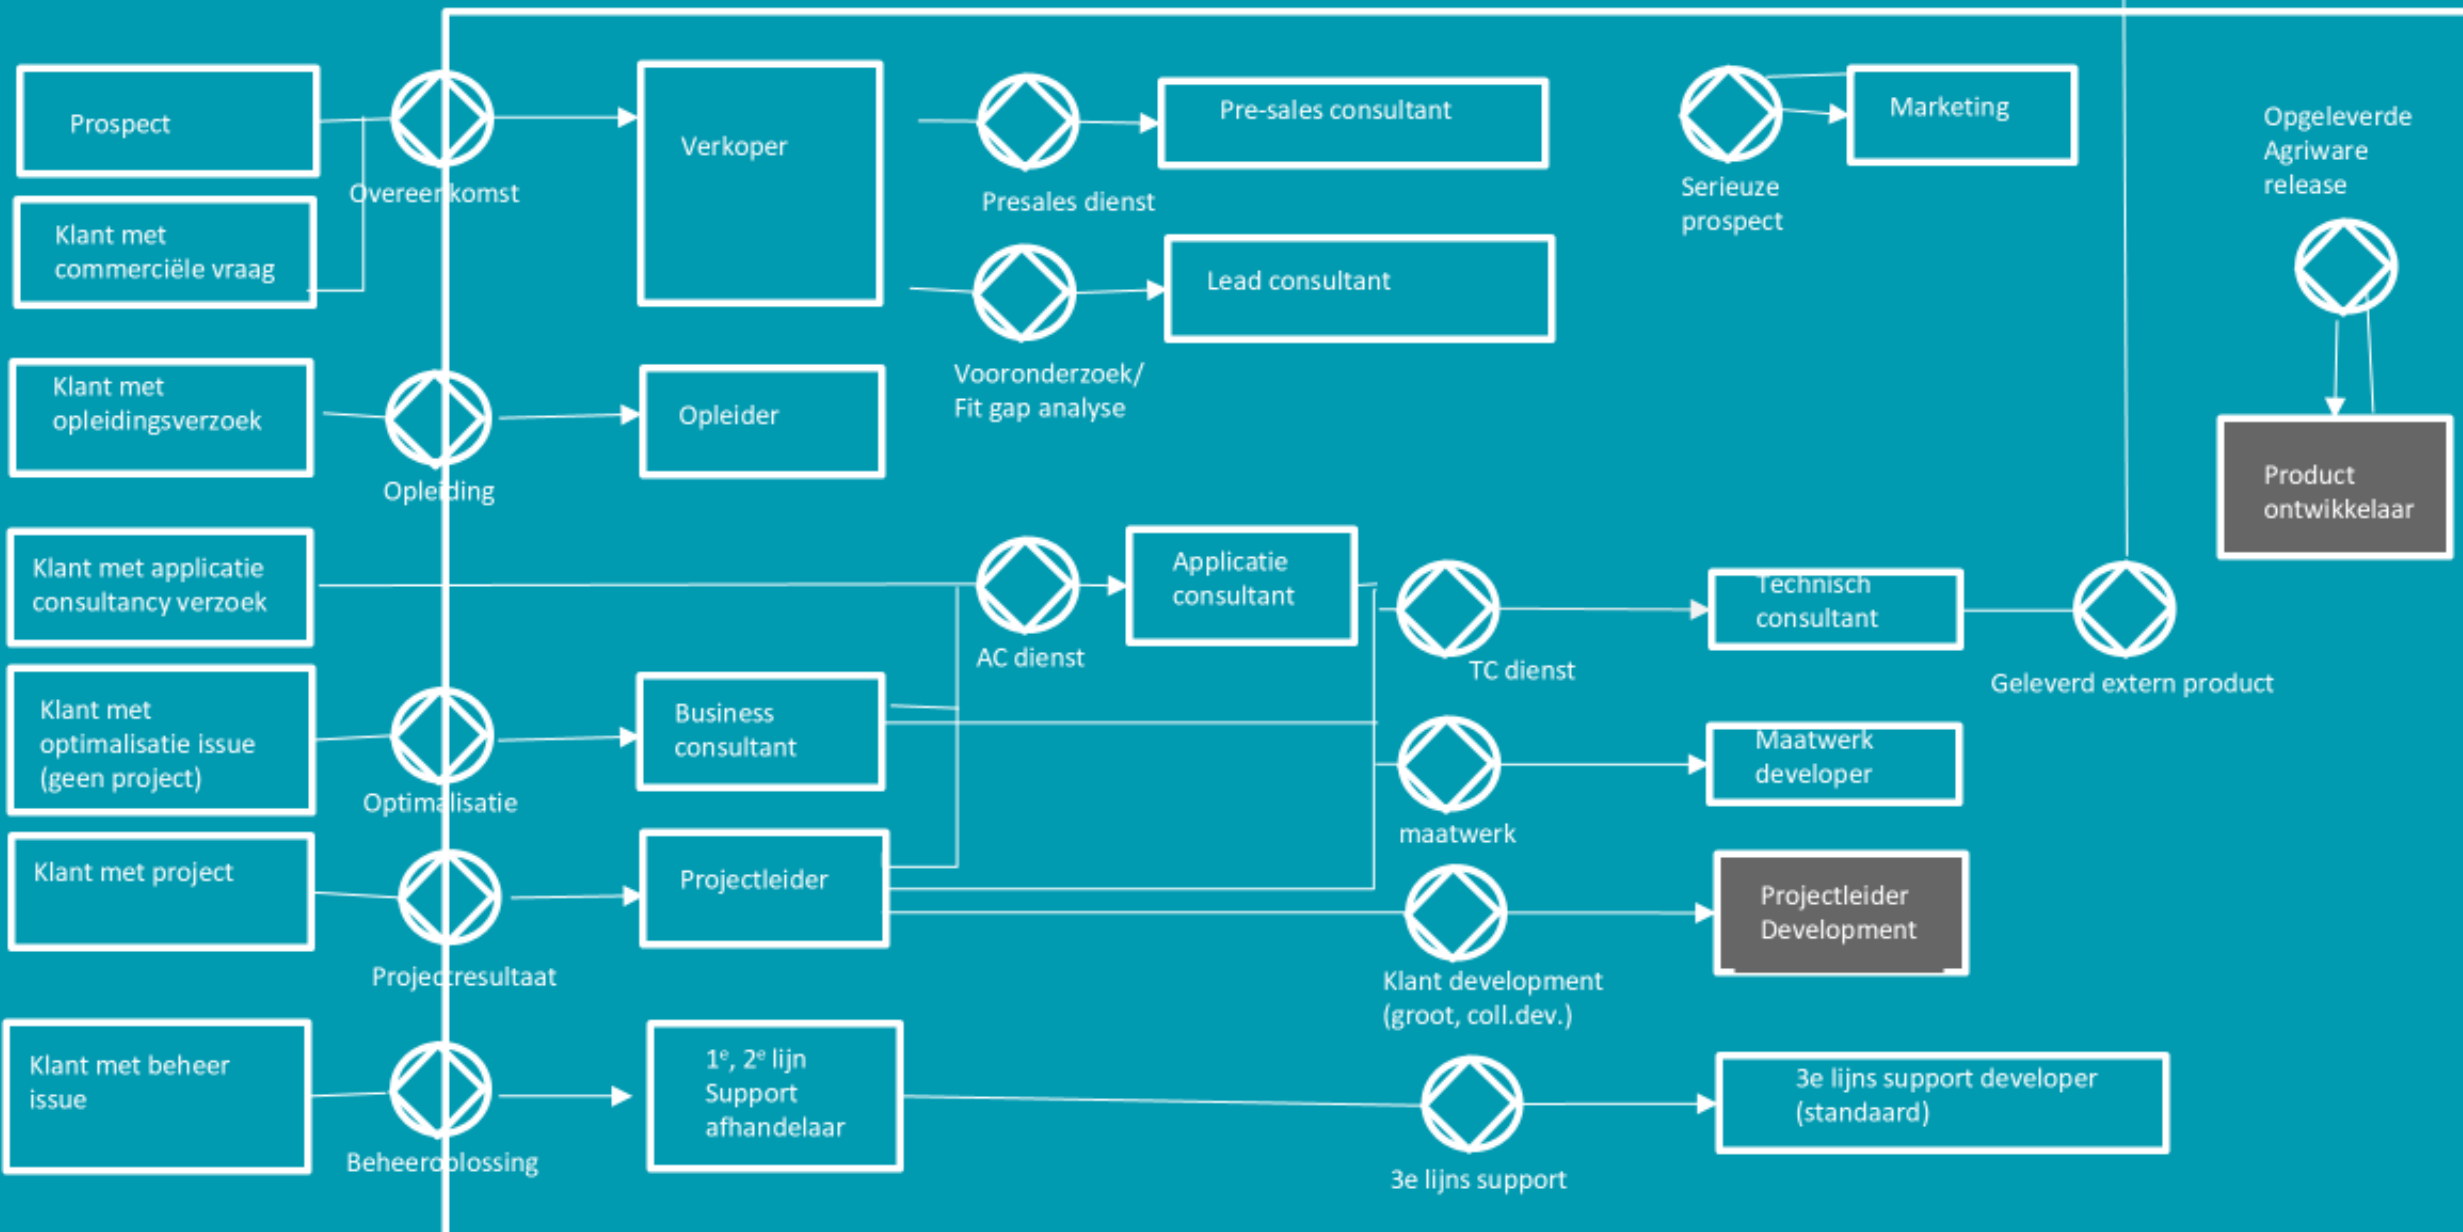 Prospect
Overeenkomst
Verkoper
Pre-sales consultant
Presales dienst
Marketing
Serieuze
prospect
Opgeleverde
Agriware
release
Klant met
commerciële vraag
Lead consultant
Vooronderzoek/
Fit gap analyse
Klant met
opleidingsverzoek
Opleiding
Opleider
Product
ontwikkelaar
Klant met applicatie
consultancy verzoek
AC dienst
Applicatie
consultant
TC dienst
Technisch
consultant
Geleverd extern product
Klant met
optimalisatie issue
(geen project)
Optimalisatie
Business
consultant
maatwerk
Maatwerk
developer
Klant met project
Projectresultaat
Projectleider
Klant development
(groot, coll.dev.)
Projectleider
Development
Klant met beheer
issue
Beheeroplossing
1e, 2e lijn
Support
afhandelaar
3e lijns support
3e lijns support developer
(standaard)